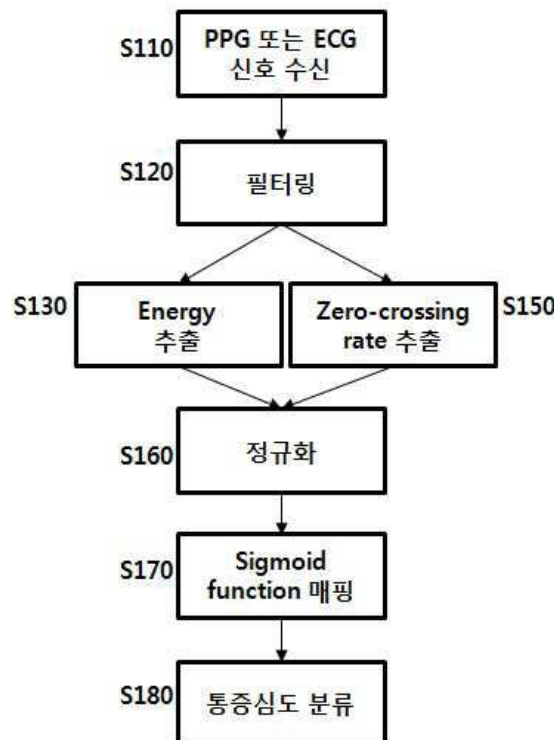 S110
PPG 또는 ECG
신호 수신
S120
필터링
S130
Energy
추출
Zero-crossing
rate 추출
S150
S160
정규화
S170
Sigmoid
function 매핑
S180
통증심도 분류